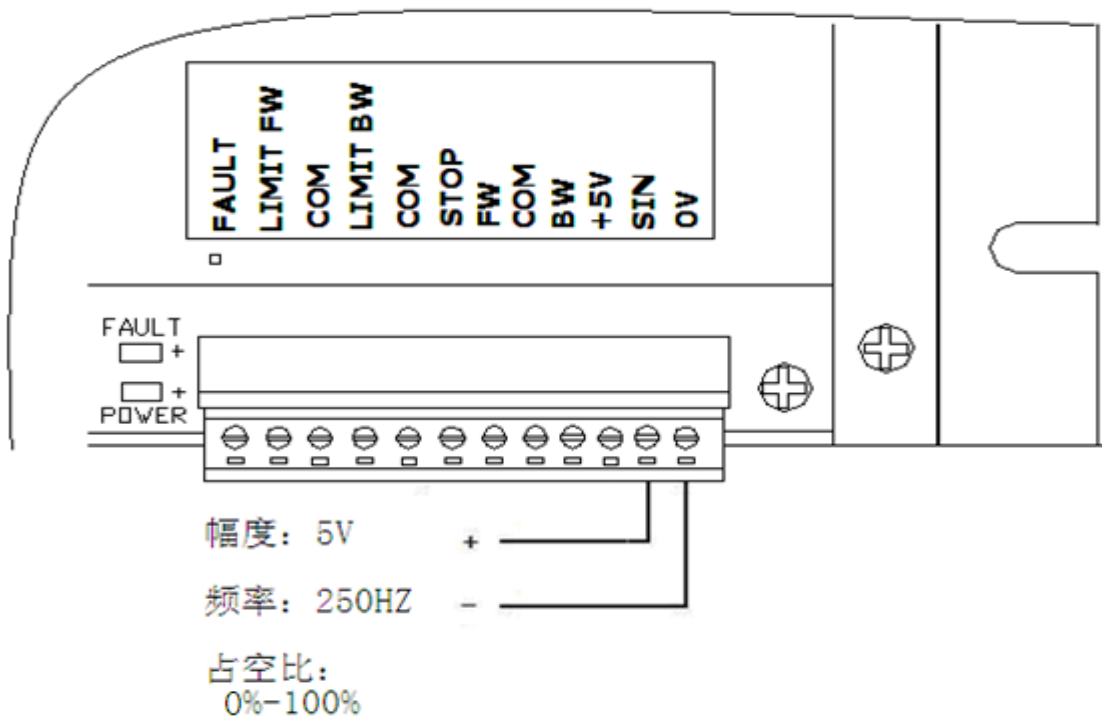 FAULT
LIMIT FW
COM
LIMIT BW
COM
STOP
FW
COM
BW
+5V
SIN
0V
FAULT
+
+
POWER
幅度: 5V +
频率: 250HZ -
占空比:
0%-100%